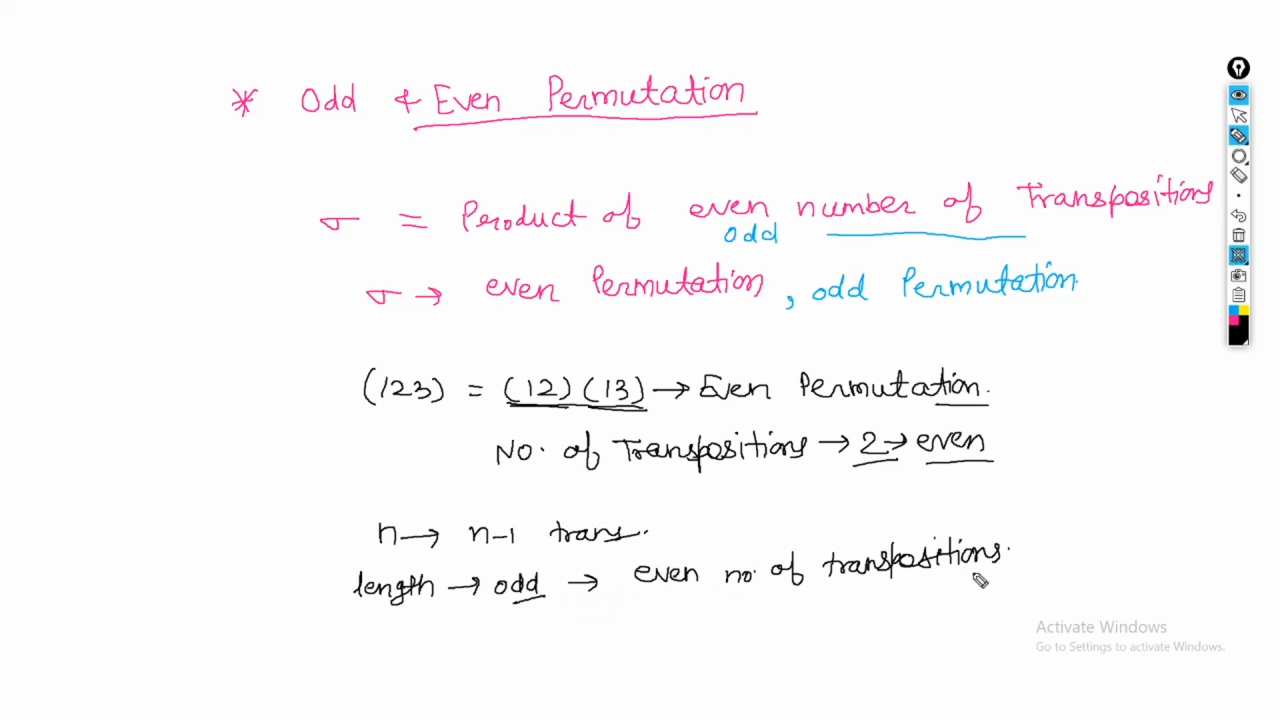 * Odd & Even Permutation
σ = Product of even number of Transpositions
odd
σ → even Permutation, odd Permutation.
(123) = (12)(13) → Even Permutation.
No. of Transpositions → 2 → even
n → n-1 trans.
length → odd → even no. of transpositions.
Activate Windows
Go to Settings to activate Windows.